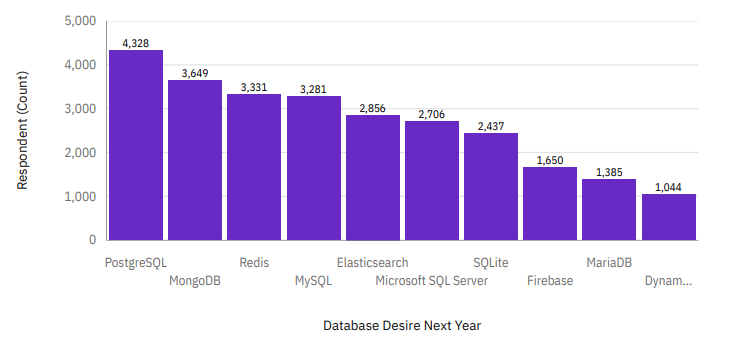 5,000
4,000
3,000
2,000
1,000
0
Respondent (Count)
4,328
3,649
3,331
3,281
2,856
2,706
2,437
1,650
1,385
1,044
PostgreSQL
MongoDB
Redis
MySQL
Elasticsearch
Microsoft SQL Server
SQLite
Firebase
MariaDB
Dynam...
Database Desire Next Year